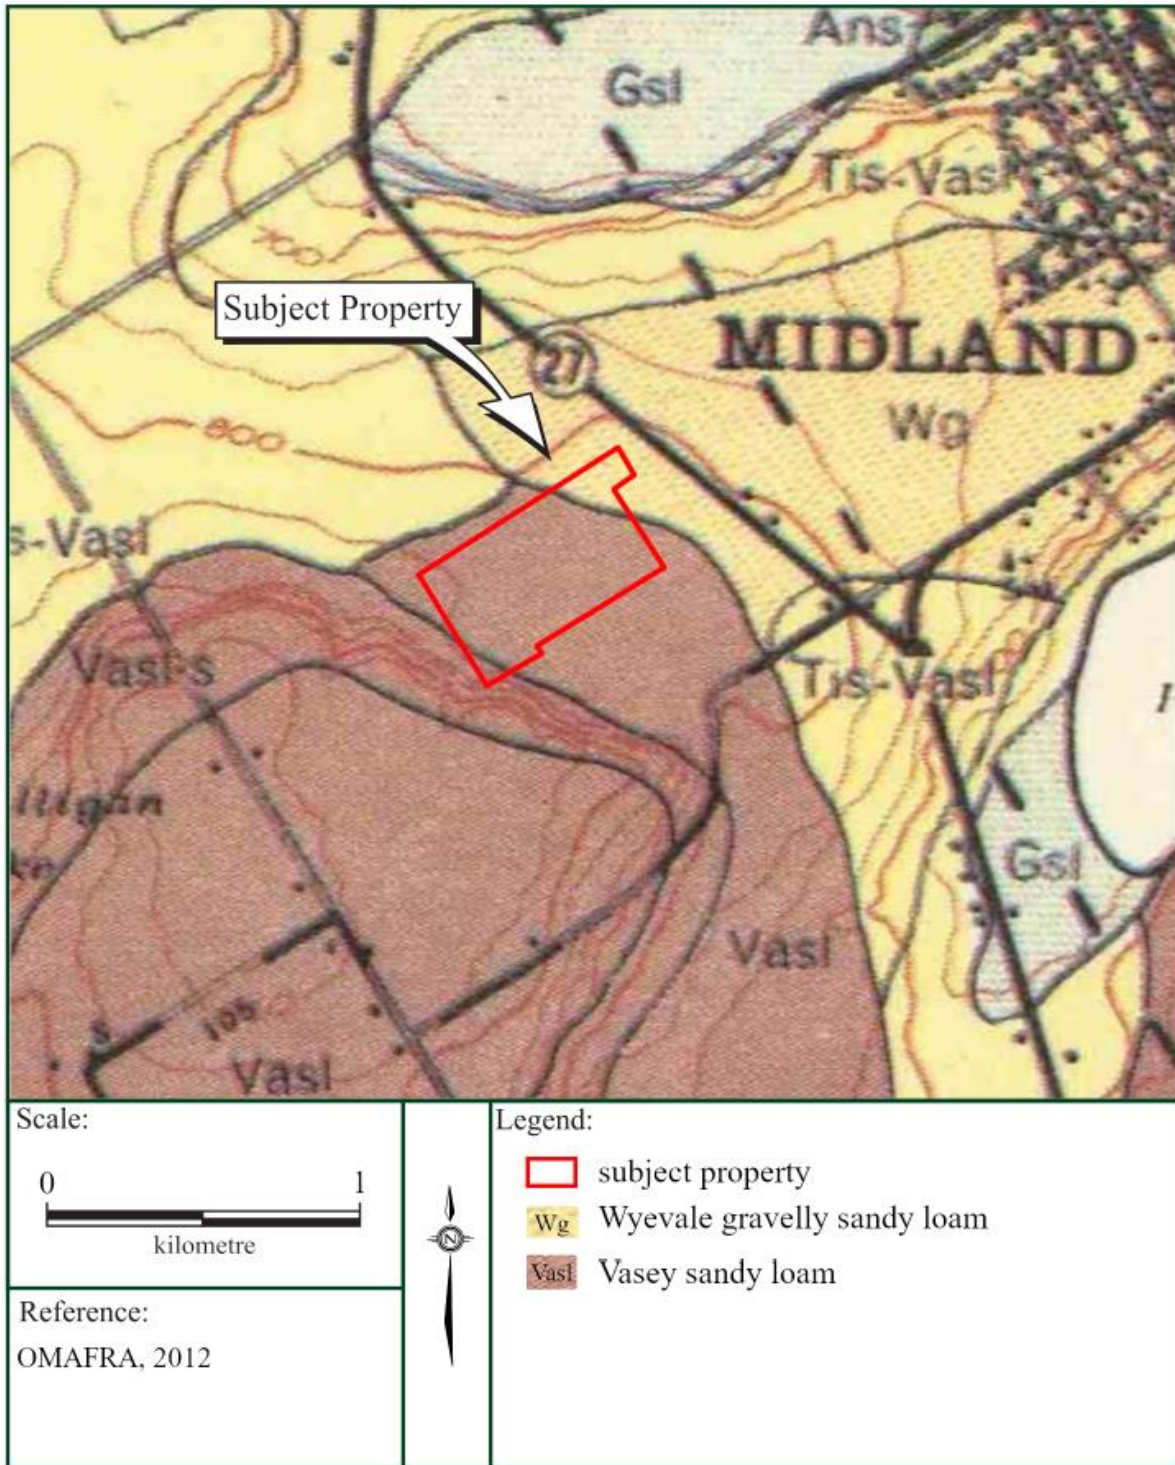 Ans
Gsl
Tis-Vasl
700
Subject Property
27
MIDLAND
Wg
800
s-Vasl
Vasl-s
Tis-Vasl
Gsl
Vasl
S
Vasl
Scale:
0 1
kilometre
Reference:
OMAFRA, 2012
N
Legend:
subject property
Wg Wyevale gravelly sandy loam
Vasl Vasey sandy loam